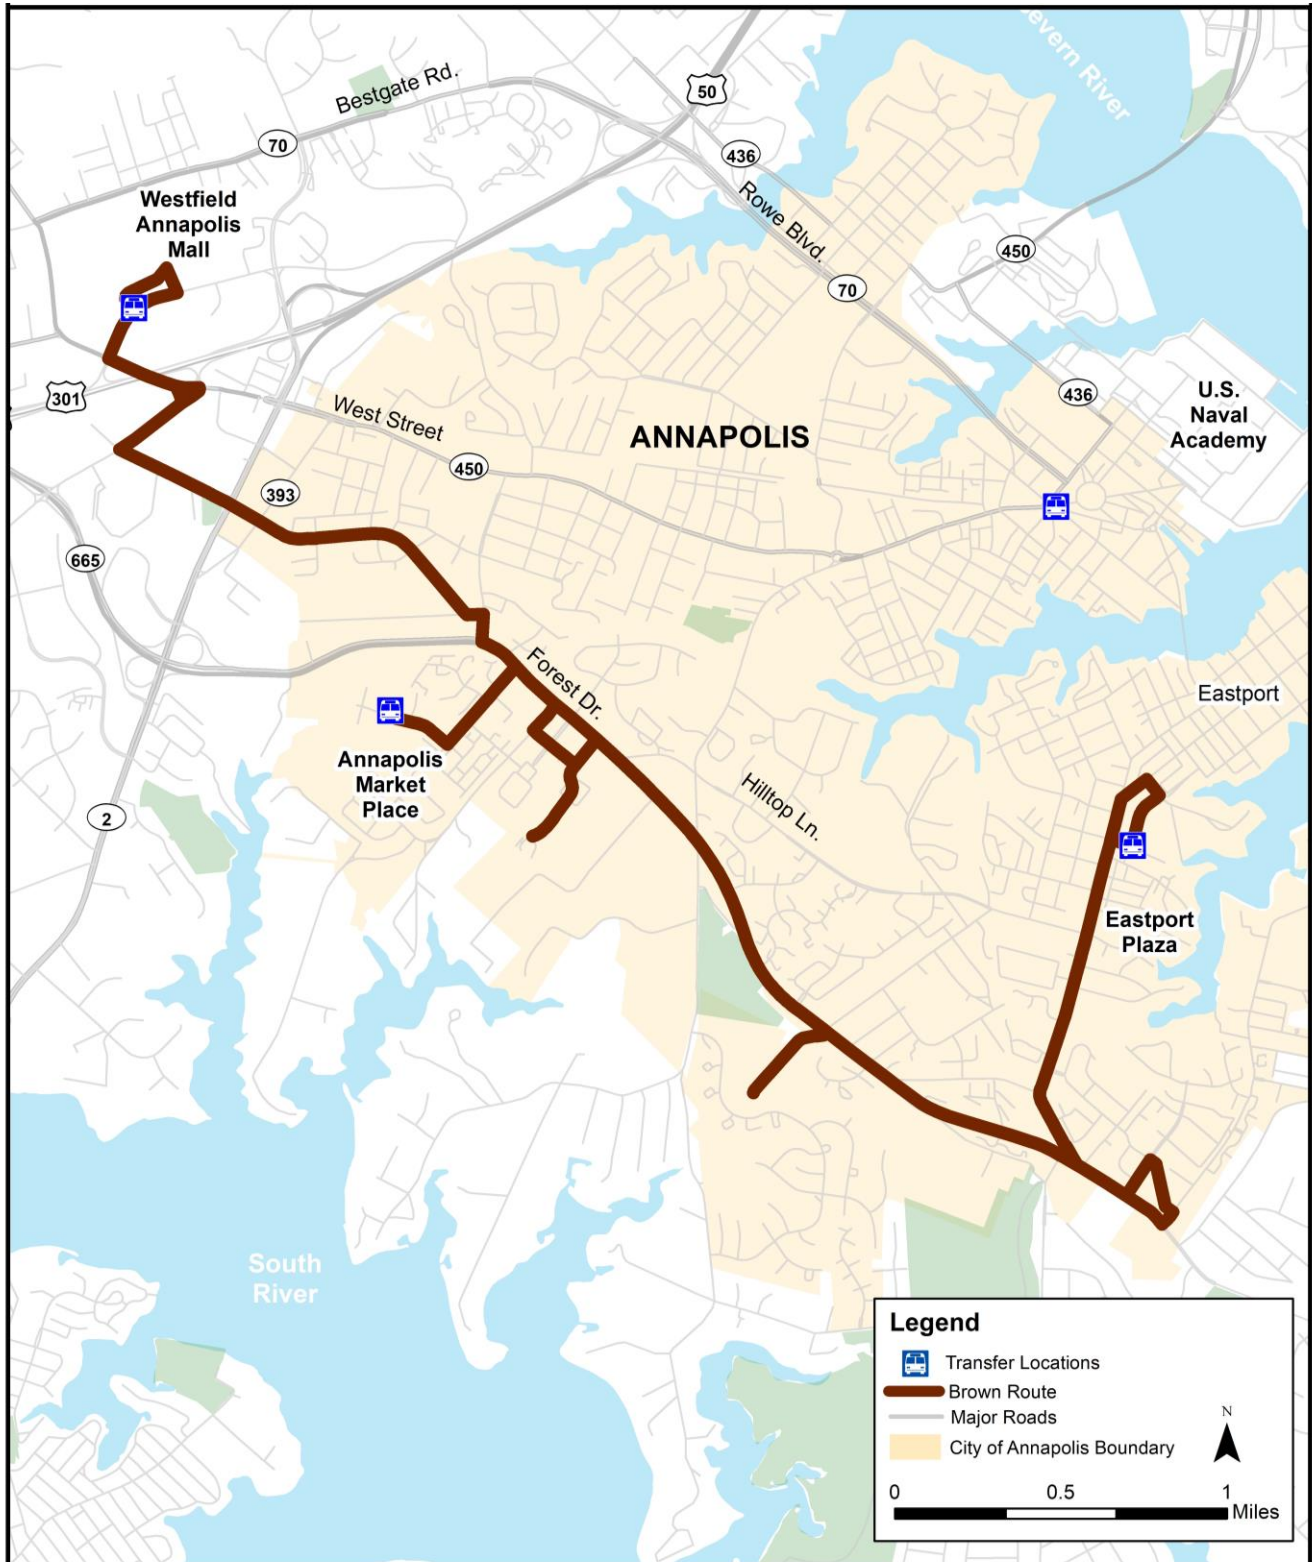 evern River
Bestgate Rd.
50
70
436
Westfield
Annapolis
Mall
Rowe Blvd.
450
70
301
436
U.S.
Naval
Academy
West Street
ANNAPOLIS
450
393
665
Forest Dr.
Eastport
Annapolis
Market
Place
Hilltop Ln.
2
Eastport
Plaza
South
River
Legend
Transfer Locations
Brown Route
Major Roads
City of Annapolis Boundary
N
0 0.5 1
Miles